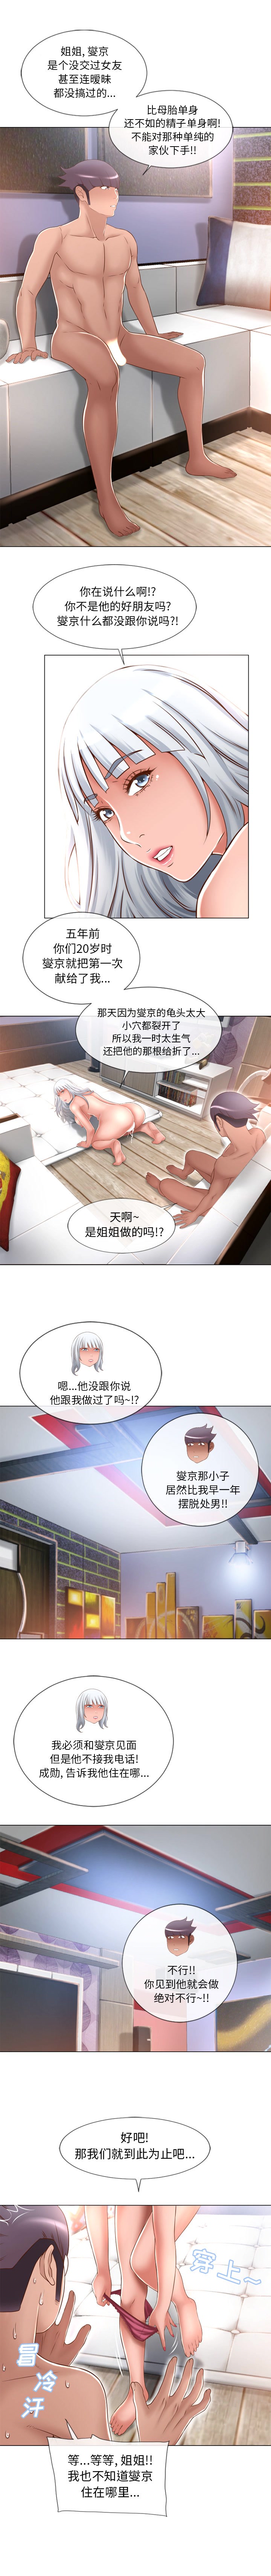 姐姐, 燮京
是个没交过女友
甚至连暧昧
都没搞过的...
比母胎单身
还不如的精子单身啊!
不能对那种单纯的
家伙下手!!
你在说什么啊!?
你不是他的好朋友吗?
燮京什么都没跟你说吗?!
五年前
你们20岁时
燮京就把第一次
献给了我...
那天因为燮京的龟头太大
小穴都裂开了
所以我一时太生气
还把他的那根给折了...
天啊~
是姐姐做的吗!?
嗯...他没跟你说
他跟我做过了吗~!?
燮京那小子
居然比我早一年
摆脱处男!!
我必须和燮京见面
但是他不接我电话!
成勋, 告诉我他住在哪...
不行!!
你见到他就会做
绝对不行~!!
好吧!
那我们就到此为止吧...
穿上~
冒
冷
汗
等...等等, 姐姐!!
我也不知道燮京
住在哪里...